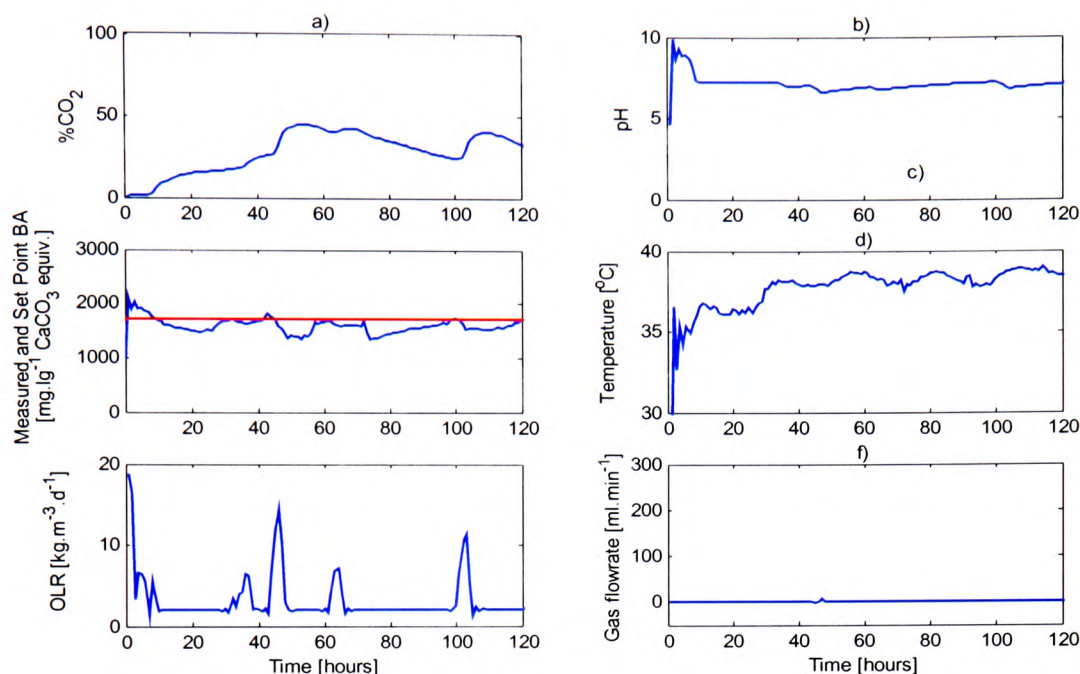 a)
100
50
0
%CO2
0 20 40 60 80 100 120
b)
10
5
0
pH
c)
0 20 40 60 80 100 120
3000
2000
1000
0
Measured and Set Point BA
[mg.lg-1 CaCO3 equiv.]
0 20 40 60 80 100 120
d)
40
35
30
Temperature [oC]
0 20 40 60 80 100 120
20
10
0
OLR [kg.m-3.d-1]
0 20 40 60 80 100 120
Time [hours]
f)
300
200
100
0
Gas flowrate [ml.min-1]
0 20 40 60 80 100 120
Time [hours]